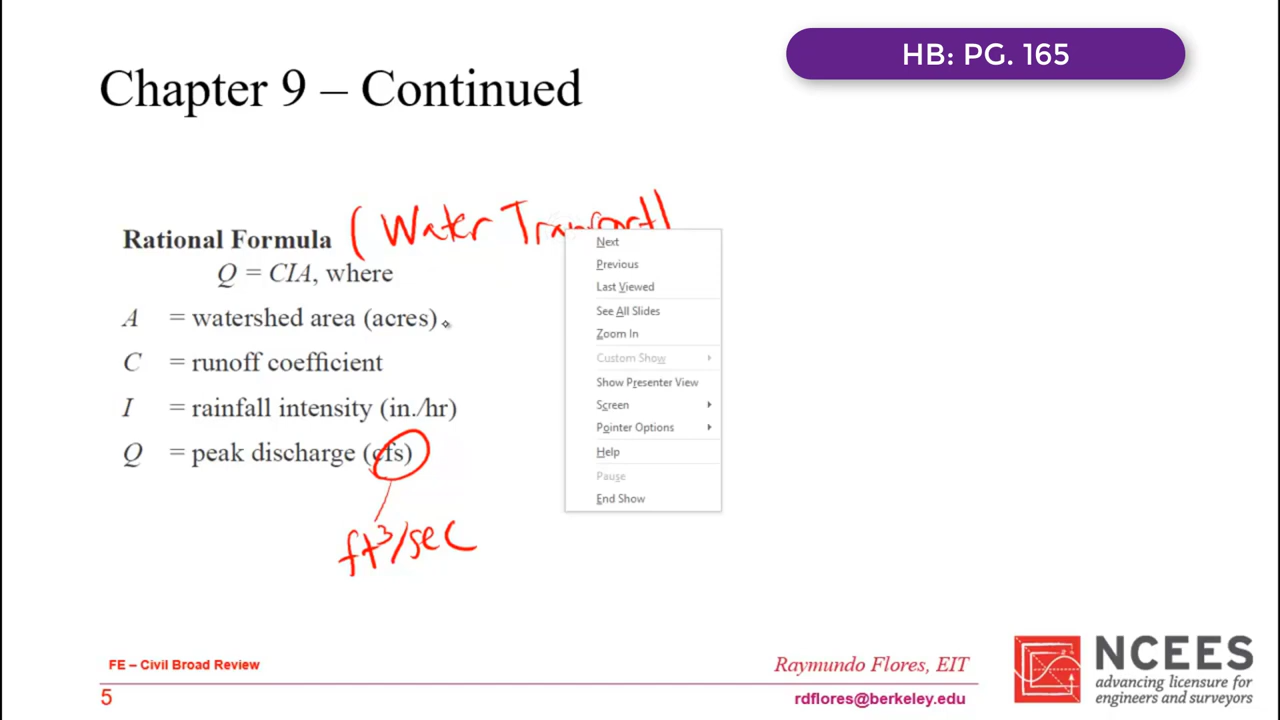 HB: PG. 165
Chapter 9 – Continued
Rational Formula (Water Transport)
Q = CIA, where
A = watershed area (acres)
C = runoff coefficient
I = rainfall intensity (in./hr)
Q = peak discharge (cfs)
ft³/sec
Next
Previous
Last Viewed
See All Slides
Zoom In
Custom Show
Show Presenter View
Screen
Pointer Options
Help
Pause
End Show
FE – Civil Broad Review
5
Raymundo Flores, EIT
rdflores@berkeley.edu
NCEES
advancing licensure for
engineers and surveyors